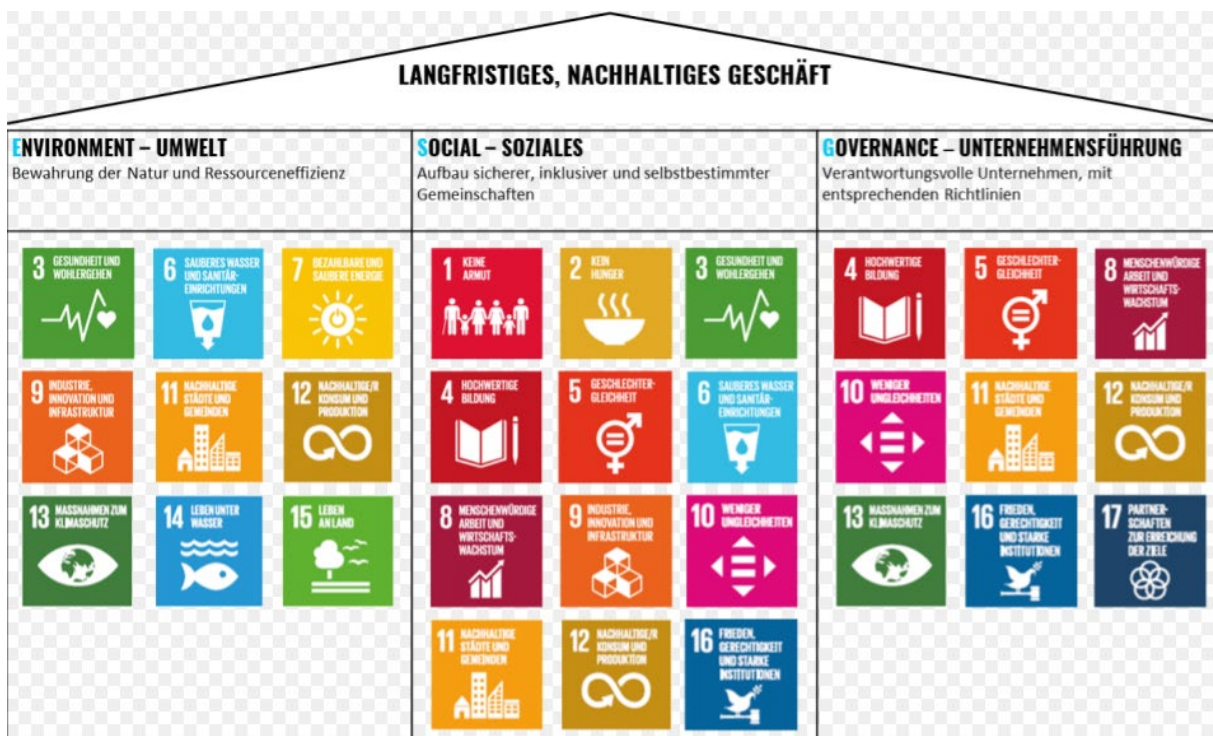 LANGFRISTIGES, NACHHALTIGES GESCHÄFT
ENVIRONMENT – UMWELT
Bewahrung der Natur und Ressourceneffizienz
3 GESUNDHEIT UND
WOHLERGEHEN
6 SAUBERES WASSER
UND SANITÄR-
EINRICHTUNGEN
7 BEZAHLBARE UND
SAUBERE ENERGIE
9 INDUSTRIE,
INNOVATION UND
INFRASTRUKTUR
11 NACHHALTIGE
STÄDTE UND
GEMEINDEN
12 NACHHALTIGE/R
KONSUM UND
PRODUKTION
13 MASSNAHMEN ZUM
KLIMASCHUTZ
14 LEBEN UNTER
WASSER
15 LEBEN
AN LAND
SOCIAL – SOZIALES
Aufbau sicherer, inklusiver und selbstbestimmter
Gemeinschaften
1 KEINE
ARMUT
2 KEIN
HUNGER
3 GESUNDHEIT UND
WOHLERGEHEN
4 HOCHWERTIGE
BILDUNG
5 GESCHLECHTER-
GLEICHHEIT
6 SAUBERES WASSER
UND SANITÄR-
EINRICHTUNGEN
8 MENSCHENWÜRDIGE
ARBEIT UND
WIRTSCHAFTS-
WACHSTUM
9 INDUSTRIE,
INNOVATION UND
INFRASTRUKTUR
10 WENIGER
UNGLEICHHEITEN
11 NACHHALTIGE
STÄDTE UND
GEMEINDEN
12 NACHHALTIGE/R
KONSUM UND
PRODUKTION
16 FRIEDEN,
GERECHTIGKEIT
UND STARKE
INSTITUTIONEN
GOVERNANCE – UNTERNEHMENSFÜHRUNG
Verantwortungsvolle Unternehmen, mit
entsprechenden Richtlinien
4 HOCHWERTIGE
BILDUNG
5 GESCHLECHTER-
GLEICHHEIT
8 MENSCHENWÜRDIGE
ARBEIT UND
WIRTSCHAFTS-
WACHSTUM
10 WENIGER
UNGLEICHHEITEN
11 NACHHALTIGE
STÄDTE UND
GEMEINDEN
12 NACHHALTIGE/R
KONSUM UND
PRODUKTION
13 MASSNAHMEN ZUM
KLIMASCHUTZ
16 FRIEDEN,
GERECHTIGKEIT
UND STARKE
INSTITUTIONEN
17 PARTNER-
SCHAFTEN
ZUR ERREICHUNG
DER ZIELE